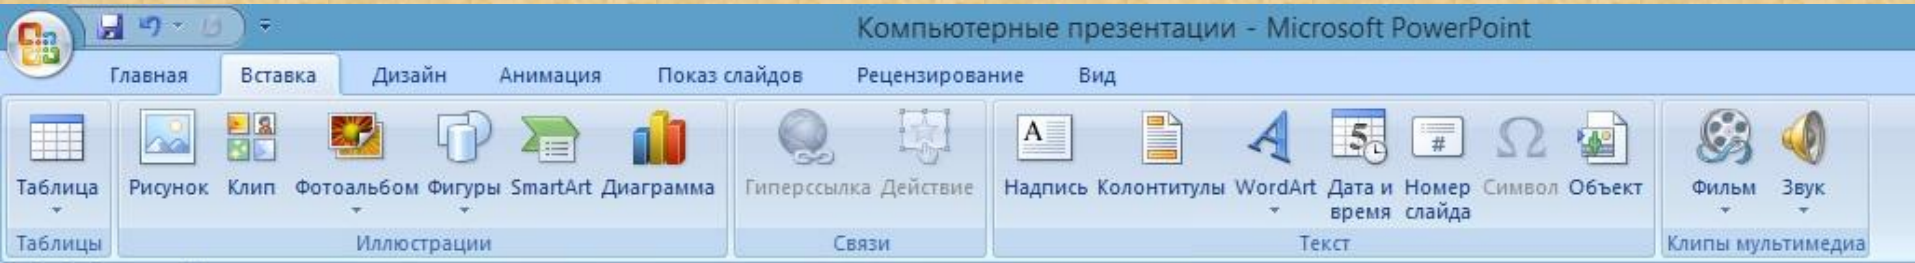 Компьютерные презентации - Microsoft PowerPoint
Главная Вставка Дизайн Анимация Показ слайдов Рецензирование Вид
Таблица Рисунок Клип Фотоальбом Фигуры SmartArt Диаграмма Гиперссылка Действие Надпись Колонтитулы WordArt Дата и время Номер слайда Символ Объект Фильм Звук
Таблицы Иллюстрации Связи Текст Клипы мультимедиа